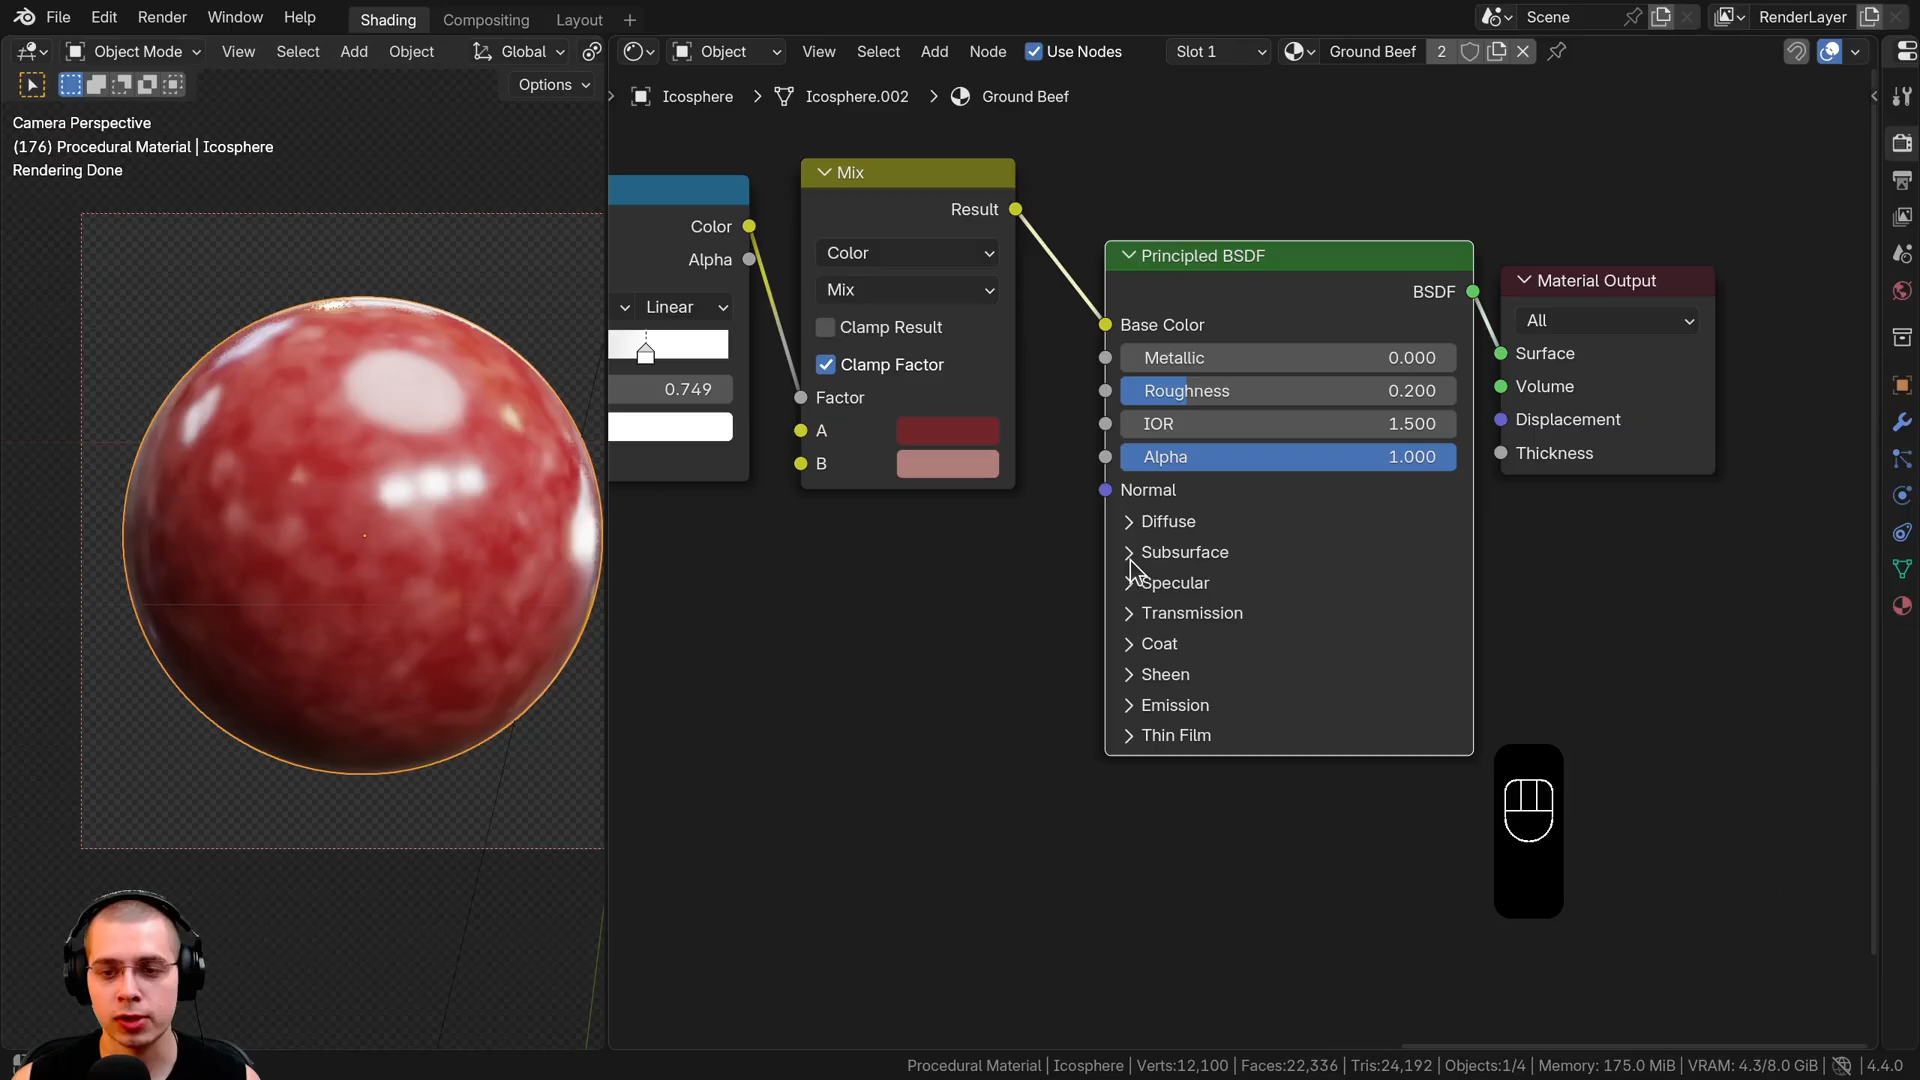 File Edit Render Window Help Shading Compositing Layout + Scene RenderLayer
Object Mode View Select Add Object Global Object View Select Add Node Use Nodes Slot 1 Ground Beef 2
Options
Icosphere > Icosphere.002 > Ground Beef
Camera Perspective
(176) Procedural Material | Icosphere
Rendering Done
Color
Alpha
Linear
0.749
Mix
Result
Color
Mix
Clamp Result
Clamp Factor
Factor
A
B
Principled BSDF
BSDF
Base Color
Metallic 0.000
Roughness 0.200
IOR 1.500
Alpha 1.000
Normal
Diffuse
Subsurface
Specular
Transmission
Coat
Sheen
Emission
Thin Film
Material Output
All
Surface
Volume
Displacement
Thickness
Procedural Material | Icosphere | Verts:12,100 | Faces:22,336 | Tris:24,192 | Objects:1/4 | Memory: 175.0 MiB | VRAM: 4.3/8.0 GiB | 4.4.0